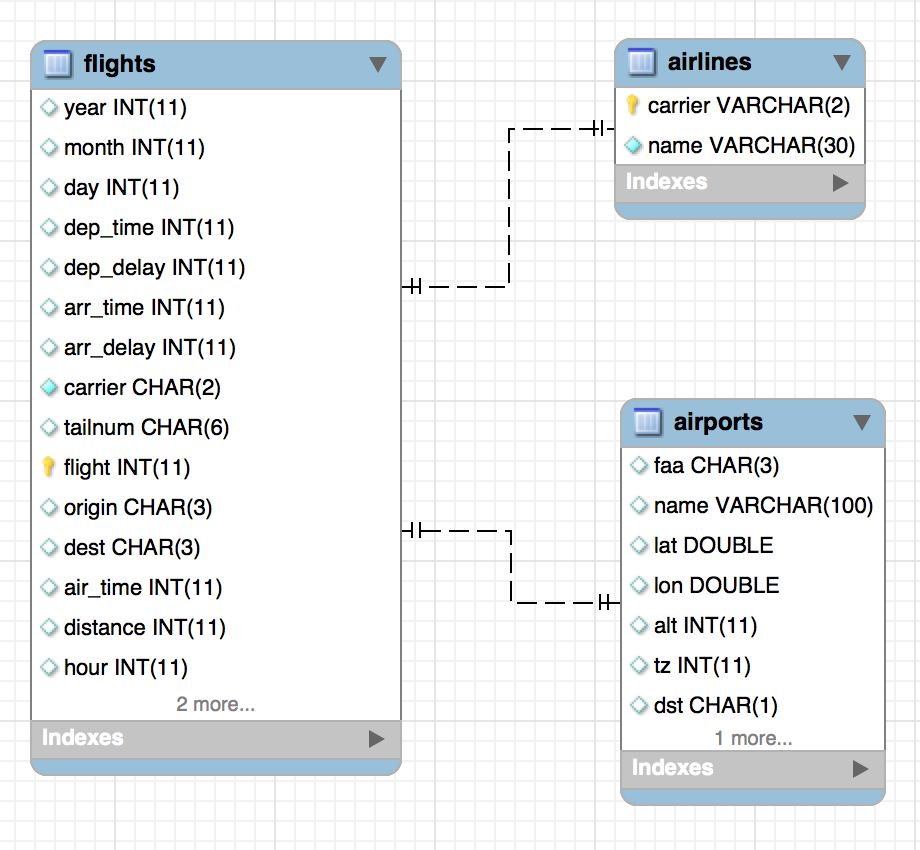 flights
year INT(11)
month INT(11)
day INT(11)
dep_time INT(11)
dep_delay INT(11)
arr_time INT(11)
arr_delay INT(11)
carrier CHAR(2)
tailnum CHAR(6)
flight INT(11)
origin CHAR(3)
dest CHAR(3)
air_time INT(11)
distance INT(11)
hour INT(11)
2 more...
Indexes
airlines
carrier VARCHAR(2)
name VARCHAR(30)
Indexes
airports
faa CHAR(3)
name VARCHAR(100)
lat DOUBLE
lon DOUBLE
alt INT(11)
tz INT(11)
dst CHAR(1)
1 more...
Indexes